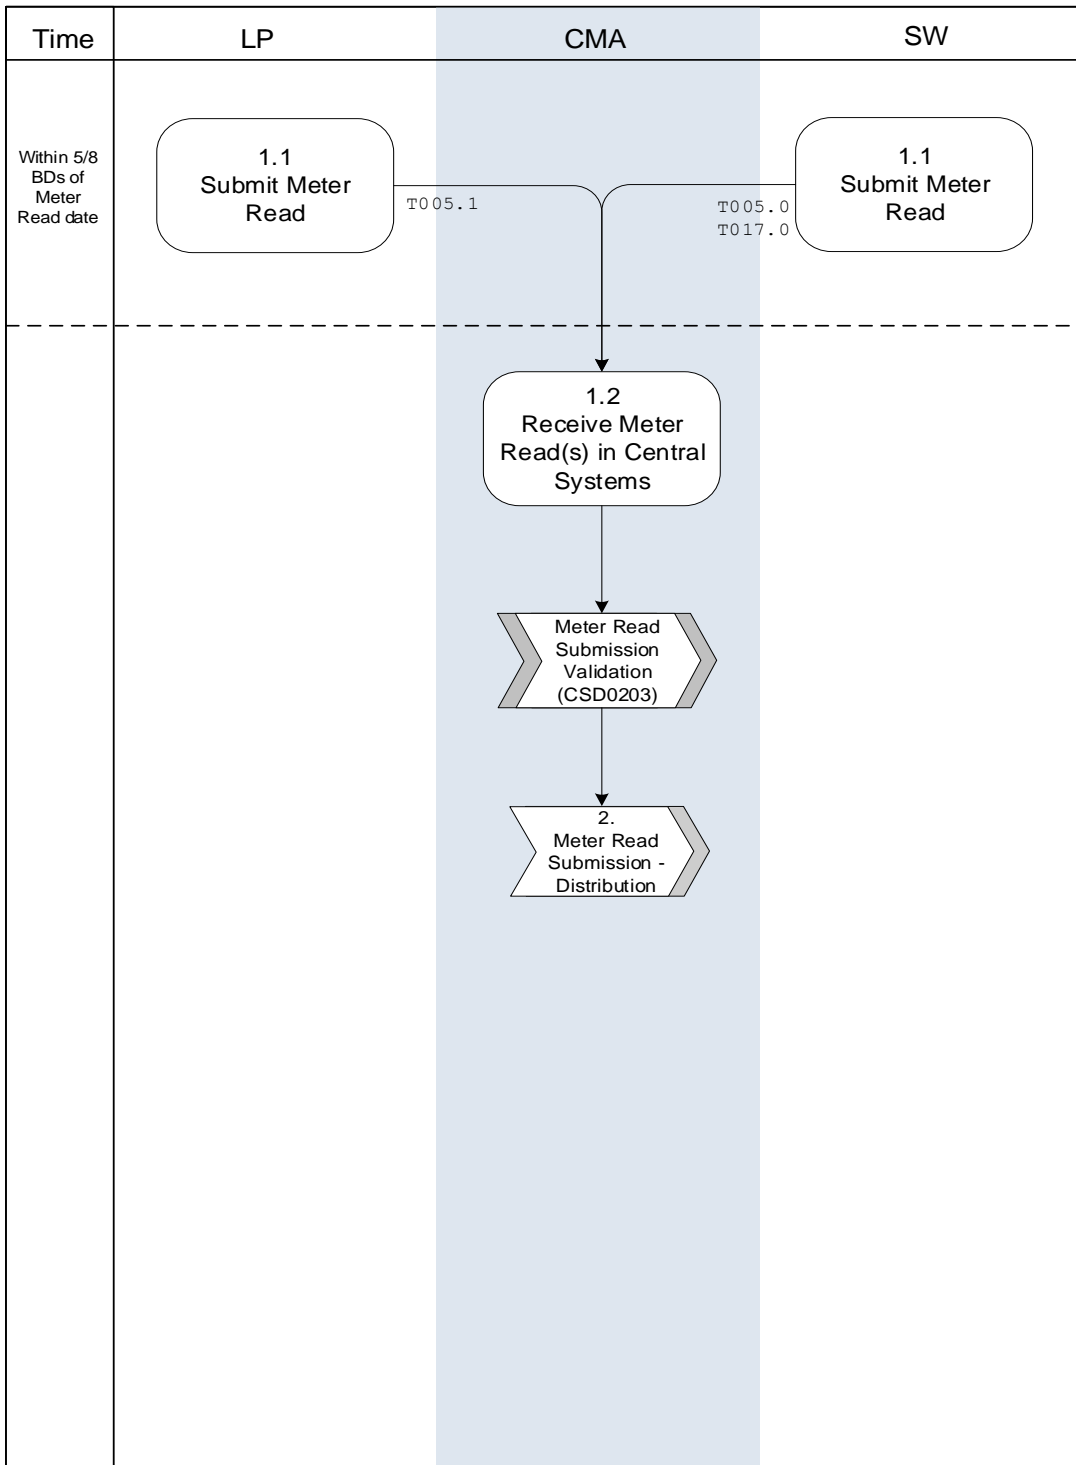 Time
LP
CMA
SW
Within 5/8
BDs of
Meter
Read date
1.1
Submit Meter
Read
T005.1
T005.0
T017.0
1.1
Submit Meter
Read
1.2
Receive Meter
Read(s) in Central
Systems
Meter Read
Submission
Validation
(CSD0203)
2.
Meter Read
Submission -
Distribution